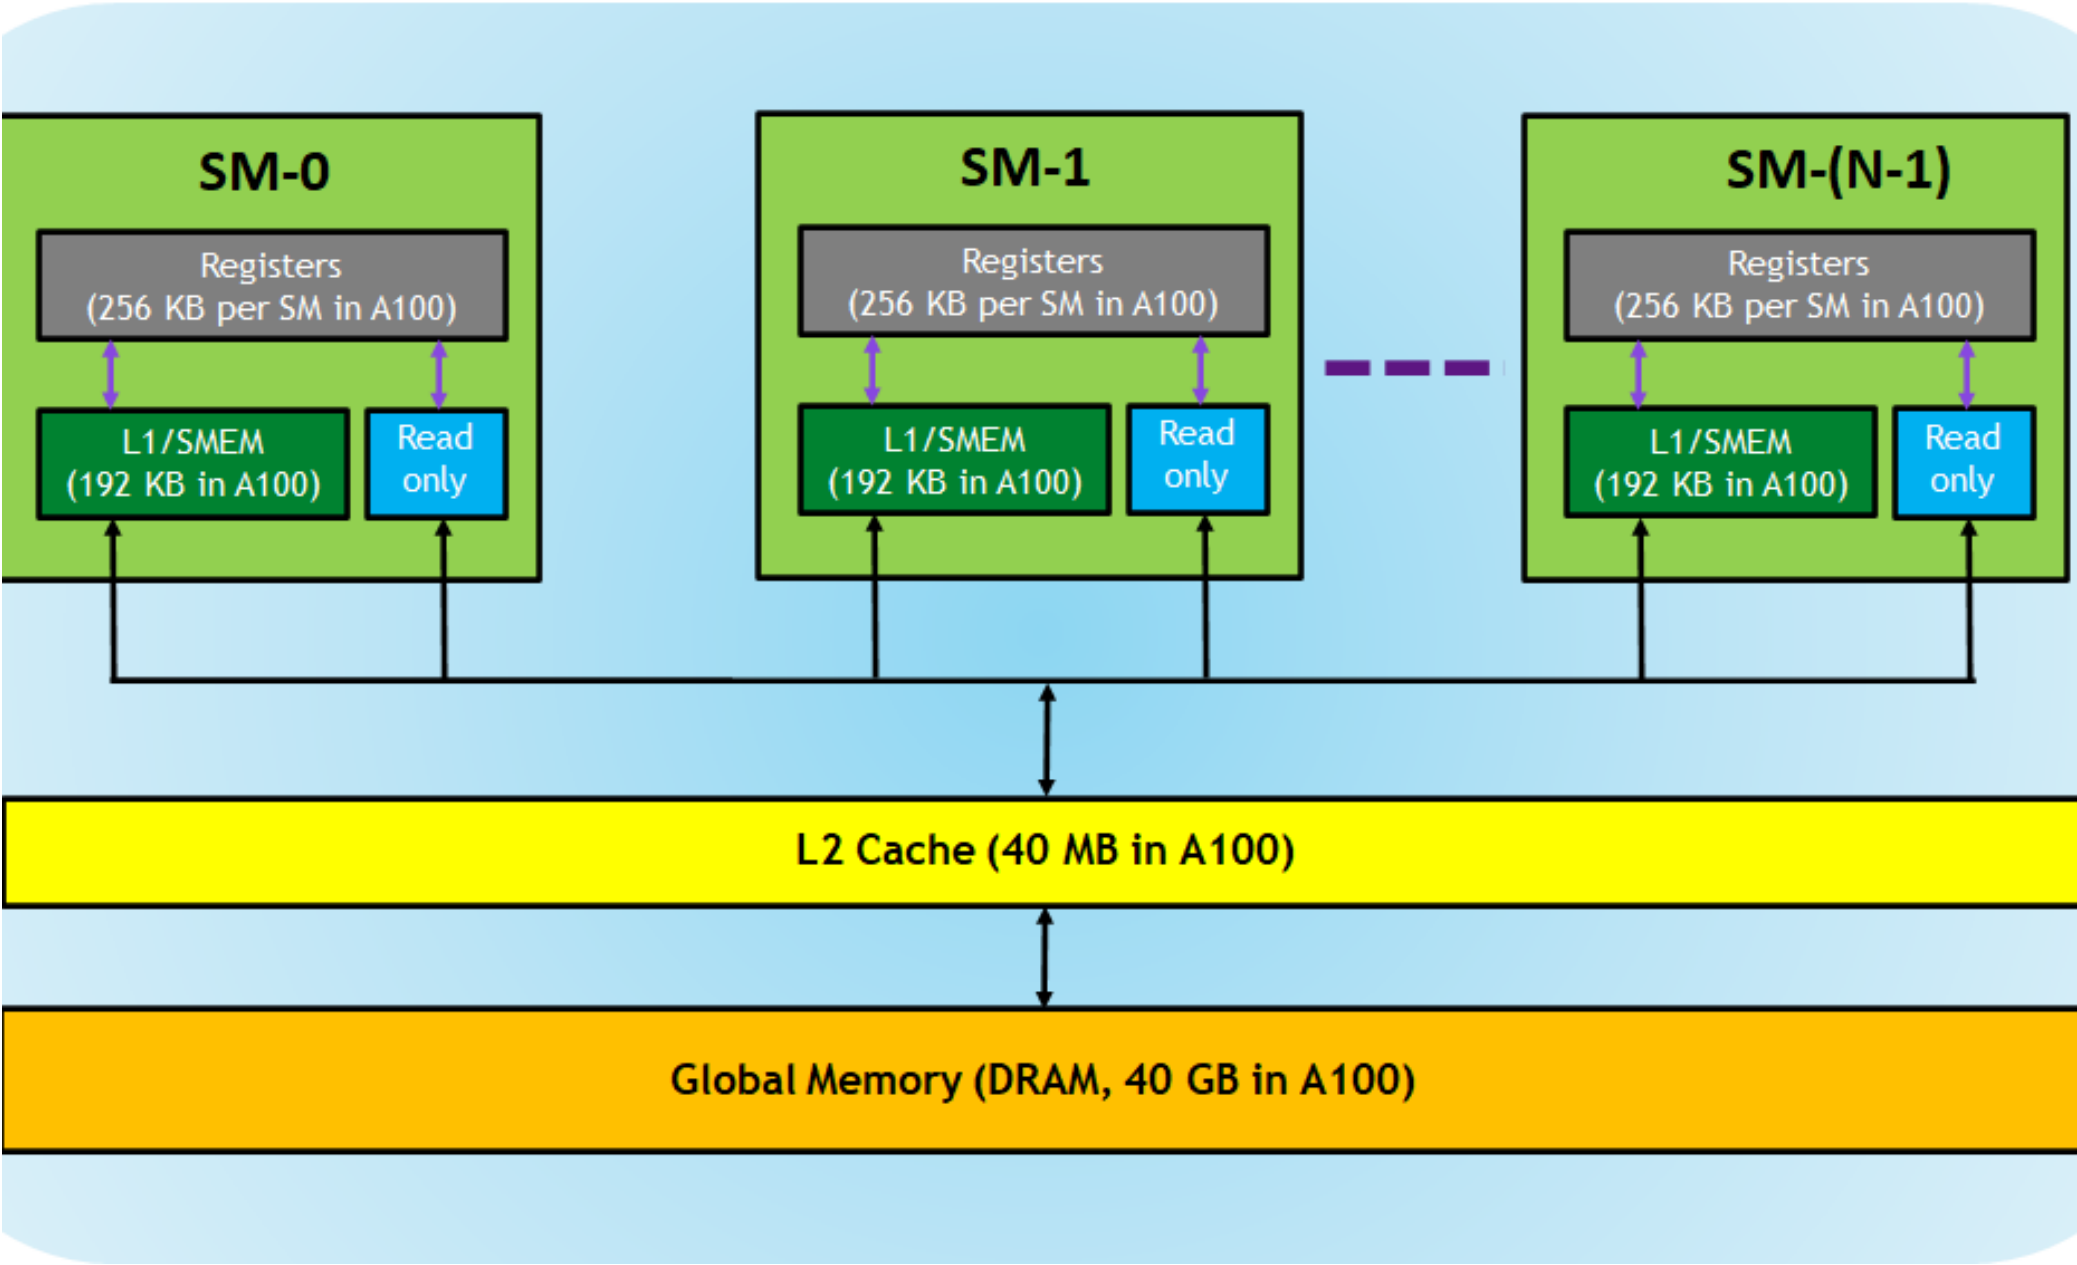 SM-0
Registers
(256 KB per SM in A100)
L1/SMEM
(192 KB in A100)
Read
only
SM-1
Registers
(256 KB per SM in A100)
L1/SMEM
(192 KB in A100)
Read
only
SM-(N-1)
Registers
(256 KB per SM in A100)
L1/SMEM
(192 KB in A100)
Read
only
L2 Cache (40 MB in A100)
Global Memory (DRAM, 40 GB in A100)